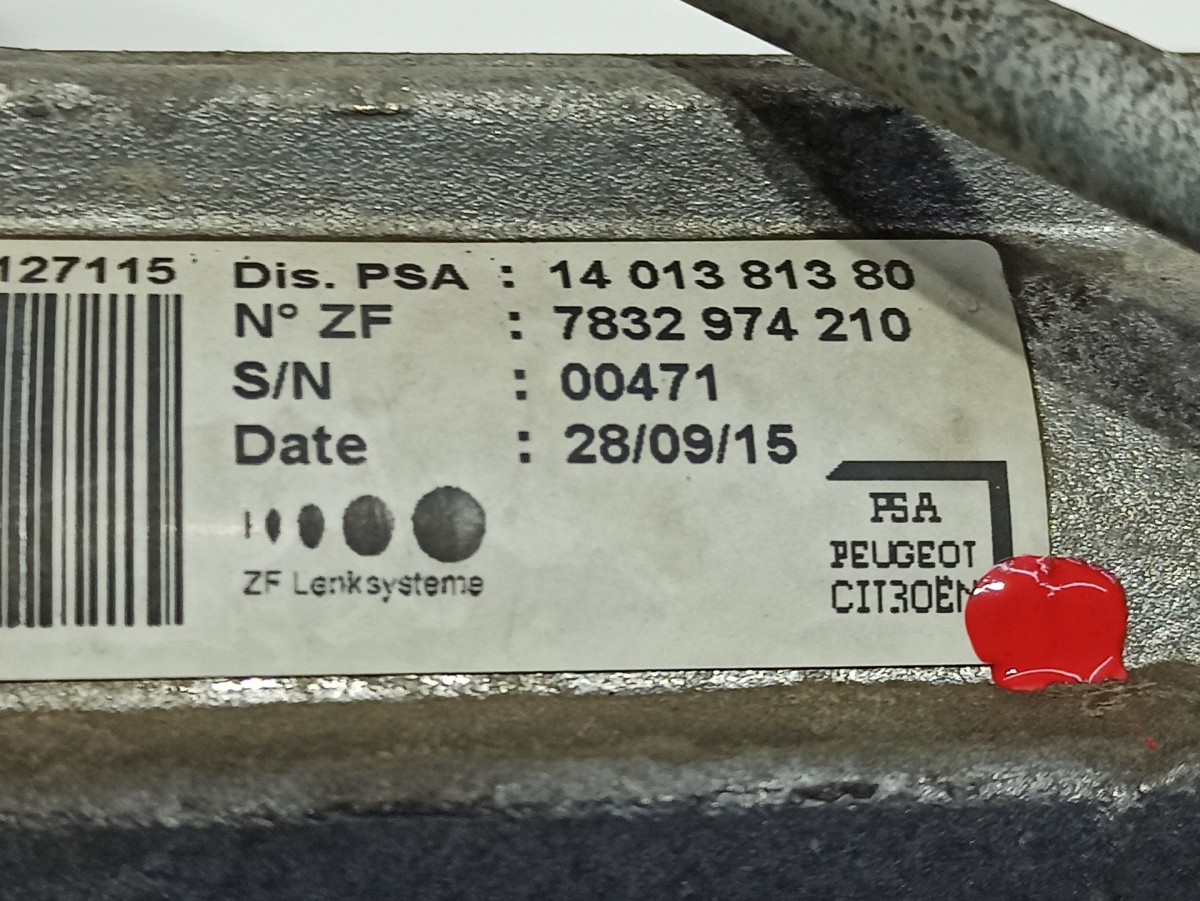 127115
Dis. PSA : 14 013 813 80
N° ZF : 7832 974 210
S/N : 00471
Date : 28/09/15
ZF Lenksysteme
PSA
PEUGEOT
CITROËN